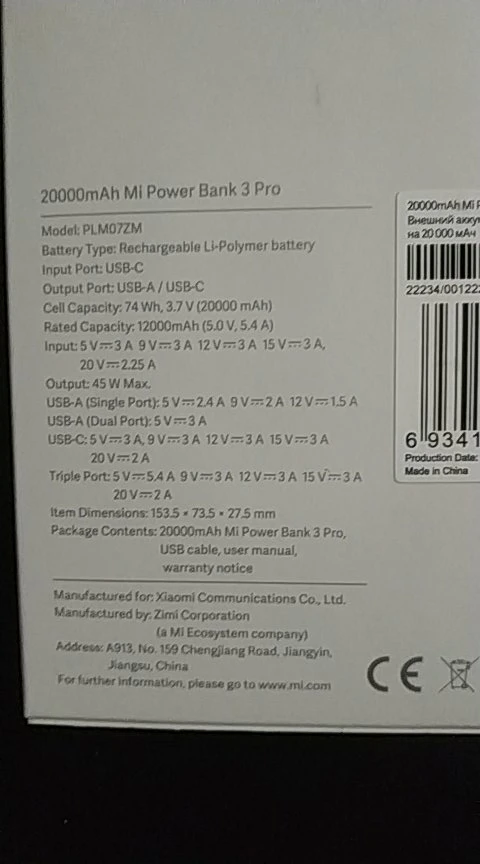 20000mAh Mi Power Bank 3 Pro
Model: PLM07ZM
Battery Type: Rechargeable Li-Polymer battery
Input Port: USB-C
Output Port: USB-A / USB-C
Cell Capacity: 74 Wh, 3.7 V (20000 mAh)
Rated Capacity: 12000mAh (5.0 V, 5.4 A)
Input: 5 V⎓3 A 9 V⎓3 A 12 V⎓3 A 15 V⎓3 A,
20 V⎓2.25 A
Output: 45 W Max.
USB-A (Single Port): 5 V⎓2.4 A 9 V⎓2 A 12 V⎓1.5 A
USB-A (Dual Port): 5 V⎓3 A
USB-C: 5 V⎓3 A, 9 V⎓3 A 12 V⎓3 A 15 V⎓3 A
20 V⎓2 A
Triple Port: 5 V⎓5.4 A 9 V⎓3 A 12 V⎓3 A 15 V⎓3 A
20 V⎓2 A
Item Dimensions: 153.5 × 73.5 × 27.5 mm
Package Contents: 20000mAh Mi Power Bank 3 Pro,
USB cable, user manual,
warranty notice
Manufactured for: Xiaomi Communications Co., Ltd.
Manufactured by: Zimi Corporation
(a Mi Ecosystem company)
Address: A913, No. 159 Chengjiang Road, Jiangyin,
Jiangsu, China
For further information, please go to www.mi.com
CE
20000mAh Mi
Внешний
на 20 000 мАч
22234/00122
6 9341
Production Date:
Made in China